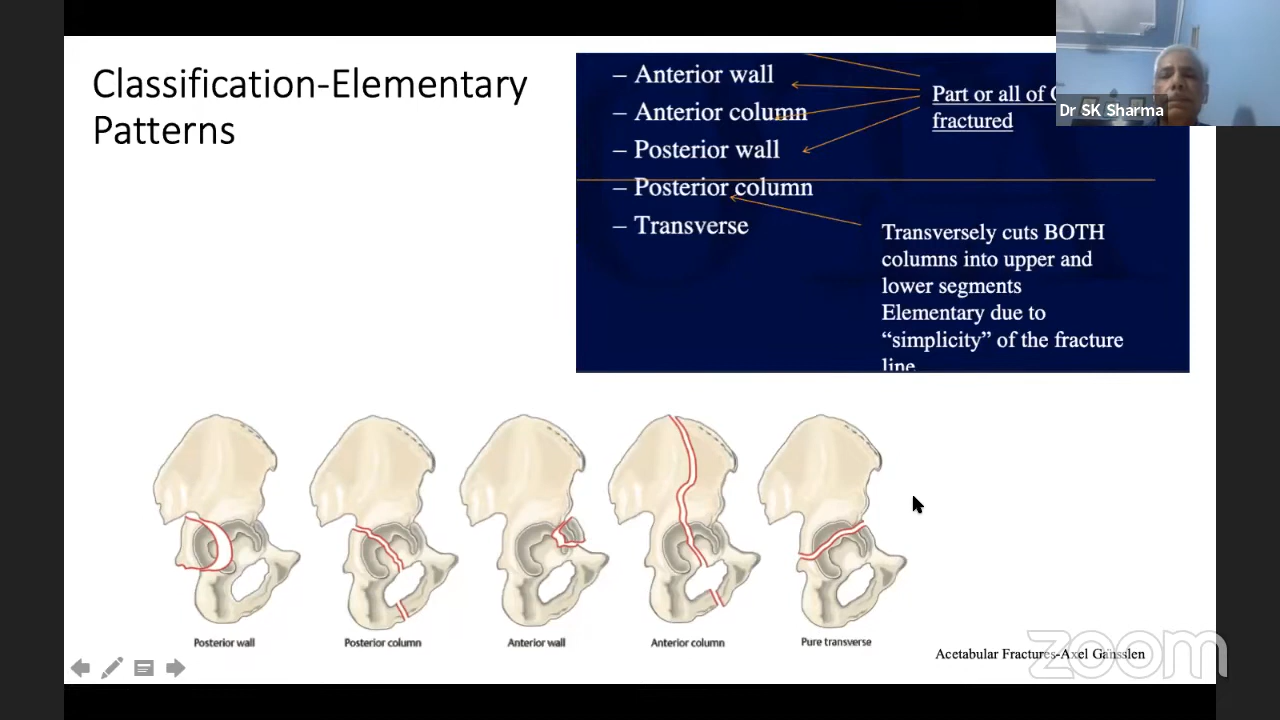 Classification-Elementary
Patterns
– Anterior wall
– Anterior column
– Posterior wall
– Posterior column
– Transverse
Part or all of
fractured
Transversely cuts BOTH
columns into upper and
lower segments
Elementary due to
“simplicity” of the fracture
line
Dr SK Sharma
Posterior wall
Posterior column
Anterior wall
Anterior column
Pure transverse
Acetabular Fractures-Axel Gänsslen
zoom